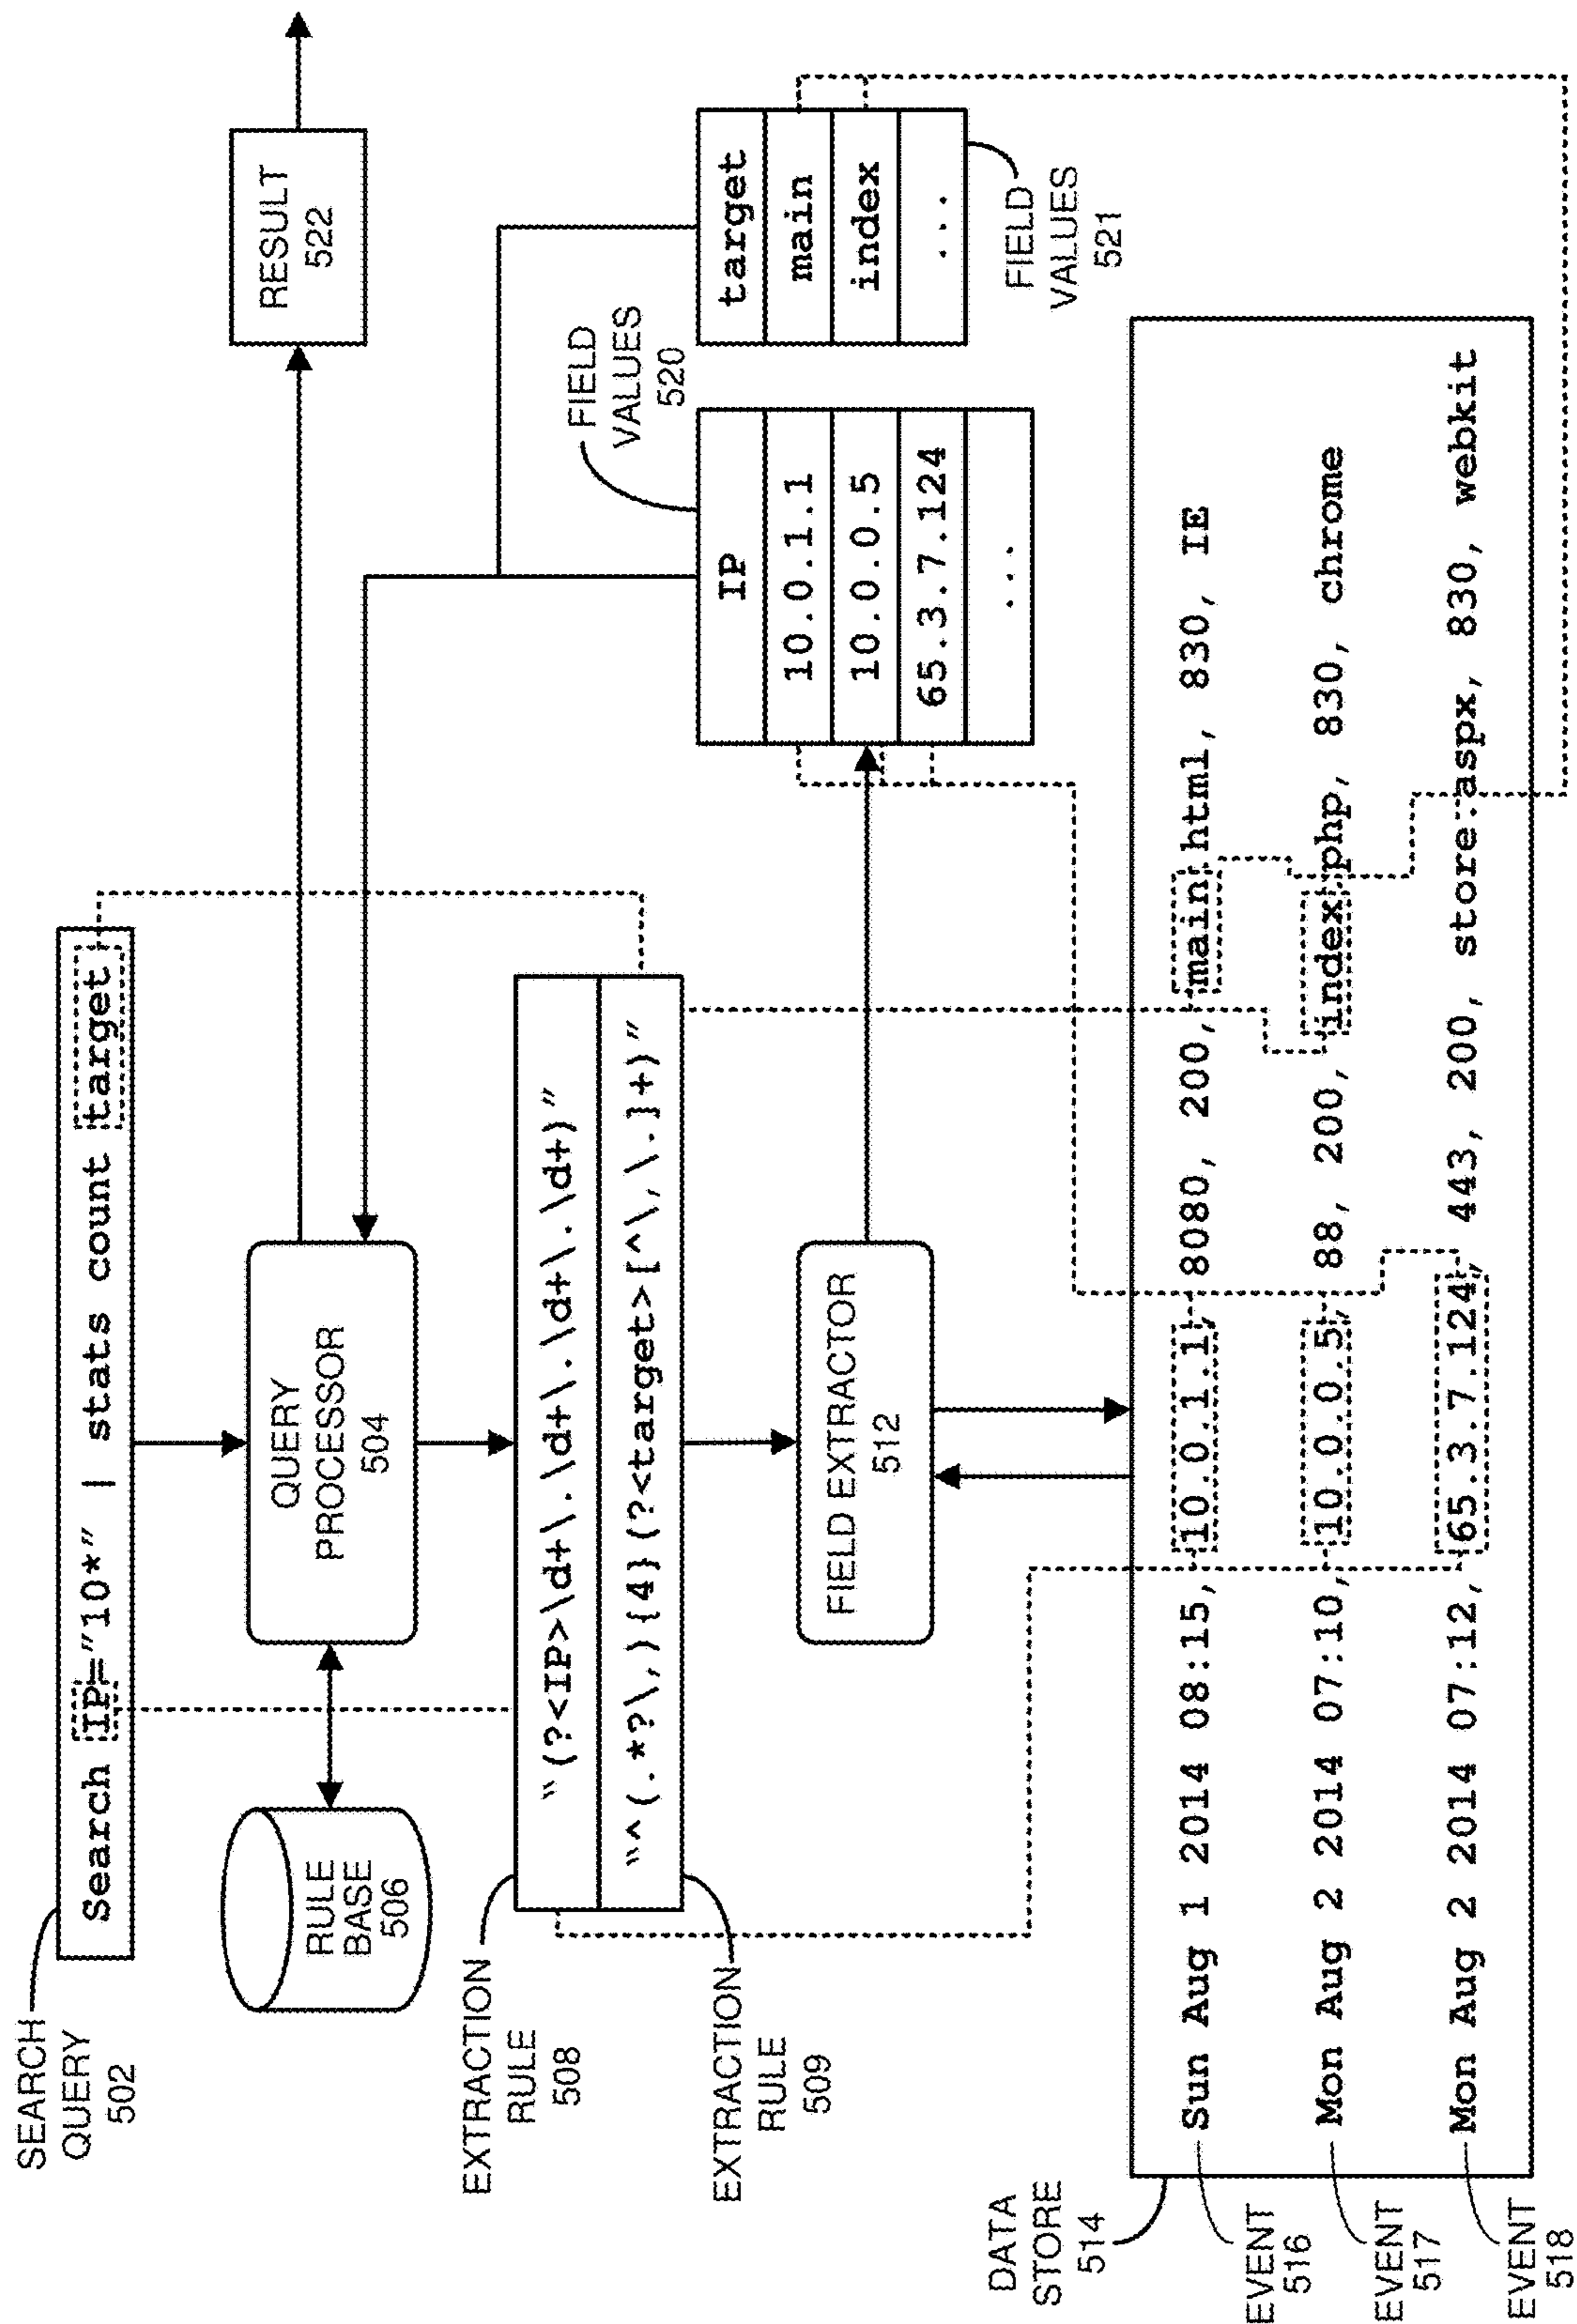 SEARCH
QUERY
502
Search IP="10*" | stats count target
RULE
BASE
506
QUERY
PROCESSOR
504
RESULT
522
EXTRACTION
RULE
508
"(?<IP>\d+\.\d+\.\d+\.\d+)"
EXTRACTION
RULE
509
"^(.*?\,){4}(?<target>[^\,\.]+)"
FIELD EXTRACTOR
512
FIELD
VALUES
520
IP
10.0.1.1
10.0.0.5
65.3.7.124
...
target
main
index
...
FIELD
VALUES
521
DATA
STORE
514
EVENT
516
Sun Aug 1 2014 08:15, 10.0.1.1, 8080, 200, main html, 830, IE
EVENT
517
Mon Aug 2 2014 07:10, 10.0.0.5, 88, 200, index php, 830, chrome
EVENT
518
Mon Aug 2 2014 07:12, 65.3.7.124, 443, 200, store.aspx, 830, webkit